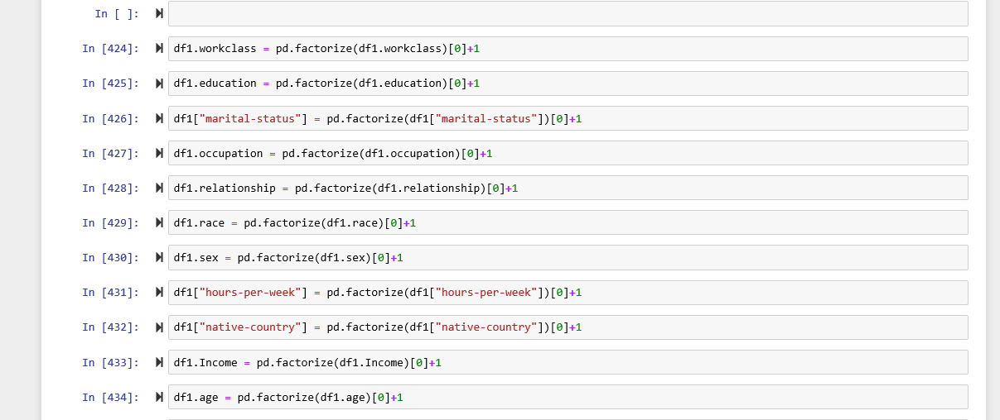 In [ ]:
In [424]: df1.workclass = pd.factorize(df1.workclass)[0]+1
In [425]: df1.education = pd.factorize(df1.education)[0]+1
In [426]: df1["marital-status"] = pd.factorize(df1["marital-status"])[0]+1
In [427]: df1.occupation = pd.factorize(df1.occupation)[0]+1
In [428]: df1.relationship = pd.factorize(df1.relationship)[0]+1
In [429]: df1.race = pd.factorize(df1.race)[0]+1
In [430]: df1.sex = pd.factorize(df1.sex)[0]+1
In [431]: df1["hours-per-week"] = pd.factorize(df1["hours-per-week"])[0]+1
In [432]: df1["native-country"] = pd.factorize(df1["native-country"])[0]+1
In [433]: df1.Income = pd.factorize(df1.Income)[0]+1
In [434]: df1.age = pd.factorize(df1.age)[0]+1